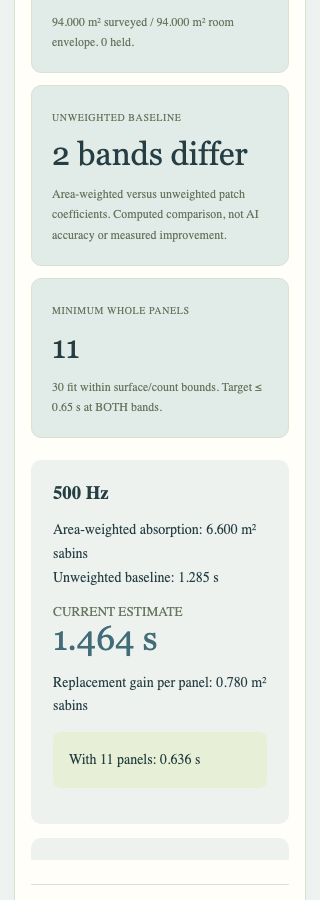 94.000 m² surveyed / 94.000 m² room
envelope. 0 held.
UNWEIGHTED BASELINE
2 bands differ
Area-weighted versus unweighted patch
coefficients. Computed comparison, not AI
accuracy or measured improvement.
MINIMUM WHOLE PANELS
11
30 fit within surface/count bounds. Target ≤
0.65 s at BOTH bands.
500 Hz
Area-weighted absorption: 6.600 m²
sabins
Unweighted baseline: 1.285 s
CURRENT ESTIMATE
1.464 s
Replacement gain per panel: 0.780 m²
sabins
With 11 panels: 0.636 s